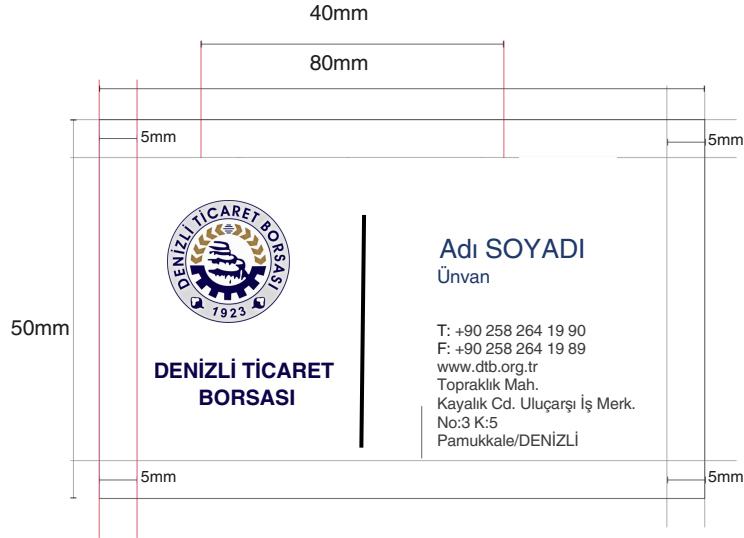 40mm
80mm
5mm
5mm
50mm
DENİZLİ TİCARET BORSASI
1923
DENİZLİ TİCARET
BORSASI
Adı SOYADI
Ünvan
T: +90 258 264 19 90
F: +90 258 264 19 89
www.dtb.org.tr
Topraklık Mah.
Kayalık Cd. Uluçarşı İş Merk.
No:3 K:5
Pamukkale/DENİZLİ
5mm
5mm